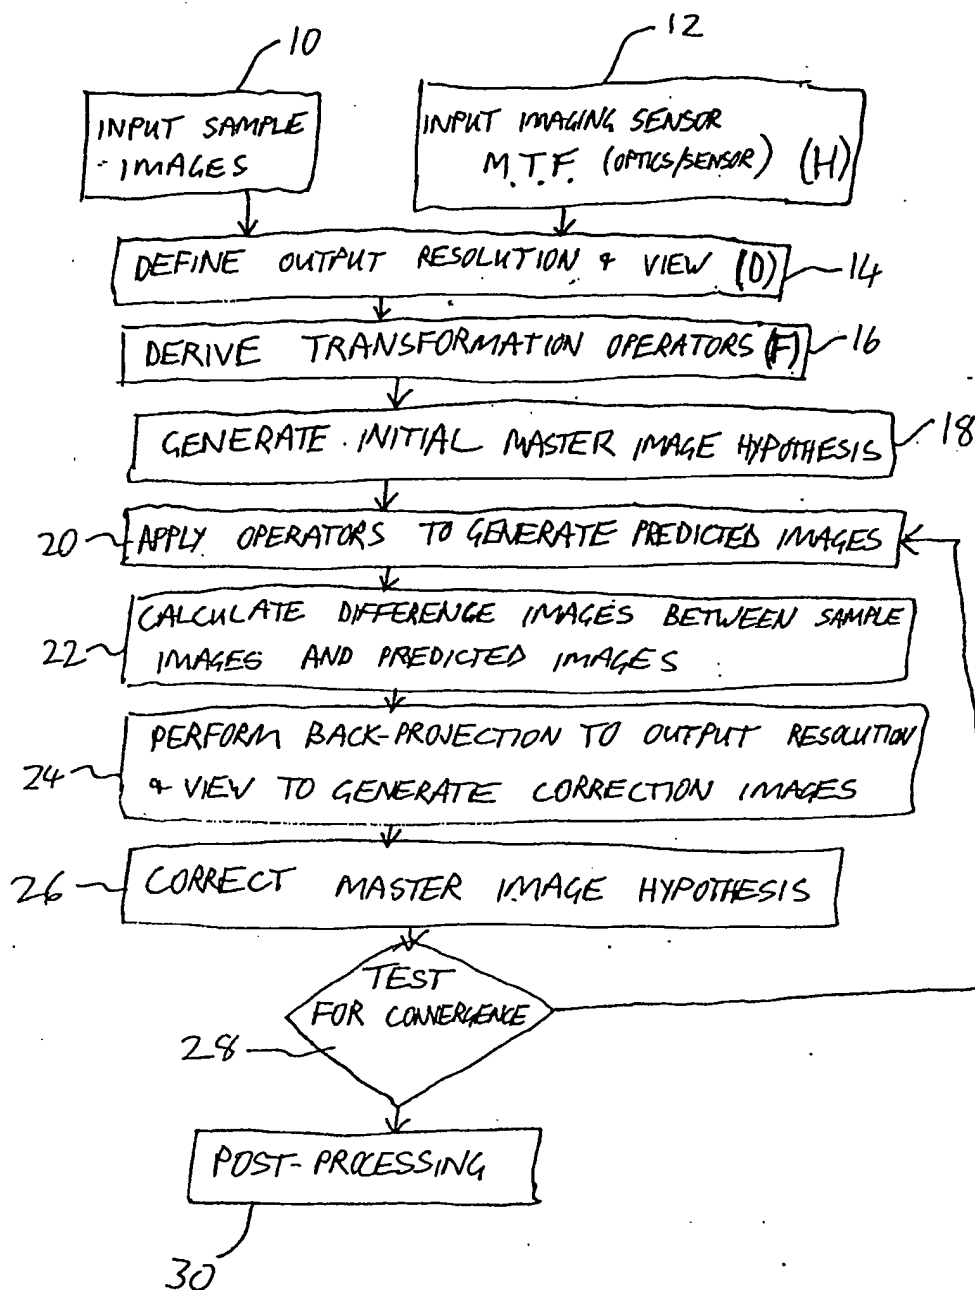 10
12
INPUT SAMPLE
IMAGES
INPUT IMAGING SENSOR
M.T.F. (OPTICS/SENSOR) (H)
DEFINE OUTPUT RESOLUTION & VIEW (D)
14
DERIVE TRANSFORMATION OPERATORS (F)
16
GENERATE INITIAL MASTER IMAGE HYPOTHESIS
18
20
APPLY OPERATORS TO GENERATE PREDICTED IMAGES
CALCULATE DIFFERENCE IMAGES BETWEEN SAMPLE
22
IMAGES AND PREDICTED IMAGES
PERFORM BACK-PROJECTION TO OUTPUT RESOLUTION
24
& VIEW TO GENERATE CORRECTION IMAGES
26
CORRECT MASTER IMAGE HYPOTHESIS
TEST
FOR CONVERGENCE
28
POST-PROCESSING
30